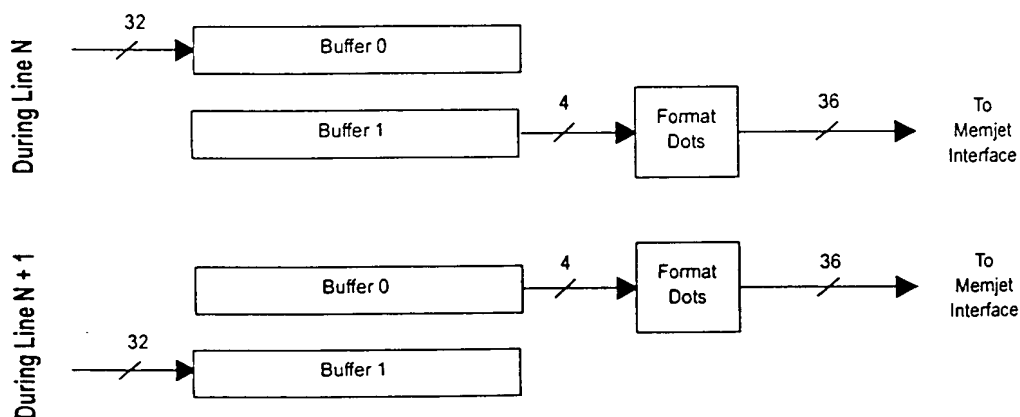 During Line N
32
Buffer 0
Buffer 1
4
Format
Dots
36
To
Memjet
Interface
During Line N + 1
Buffer 0
4
Format
Dots
36
To
Memjet
Interface
32
Buffer 1